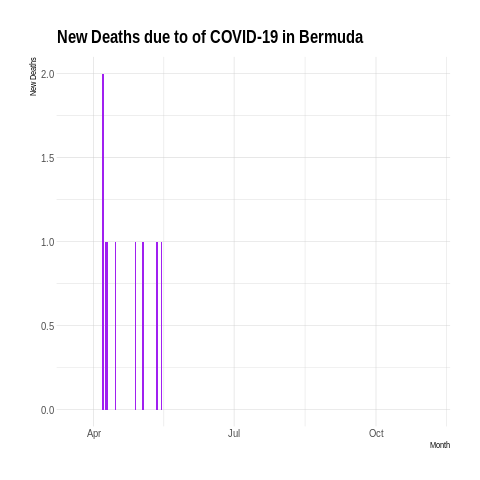 New Deaths due to of COVID-19 in Bermuda
New Deaths
2.0
1.5
1.0
0.5
0.0
Apr
Jul
Oct
Month